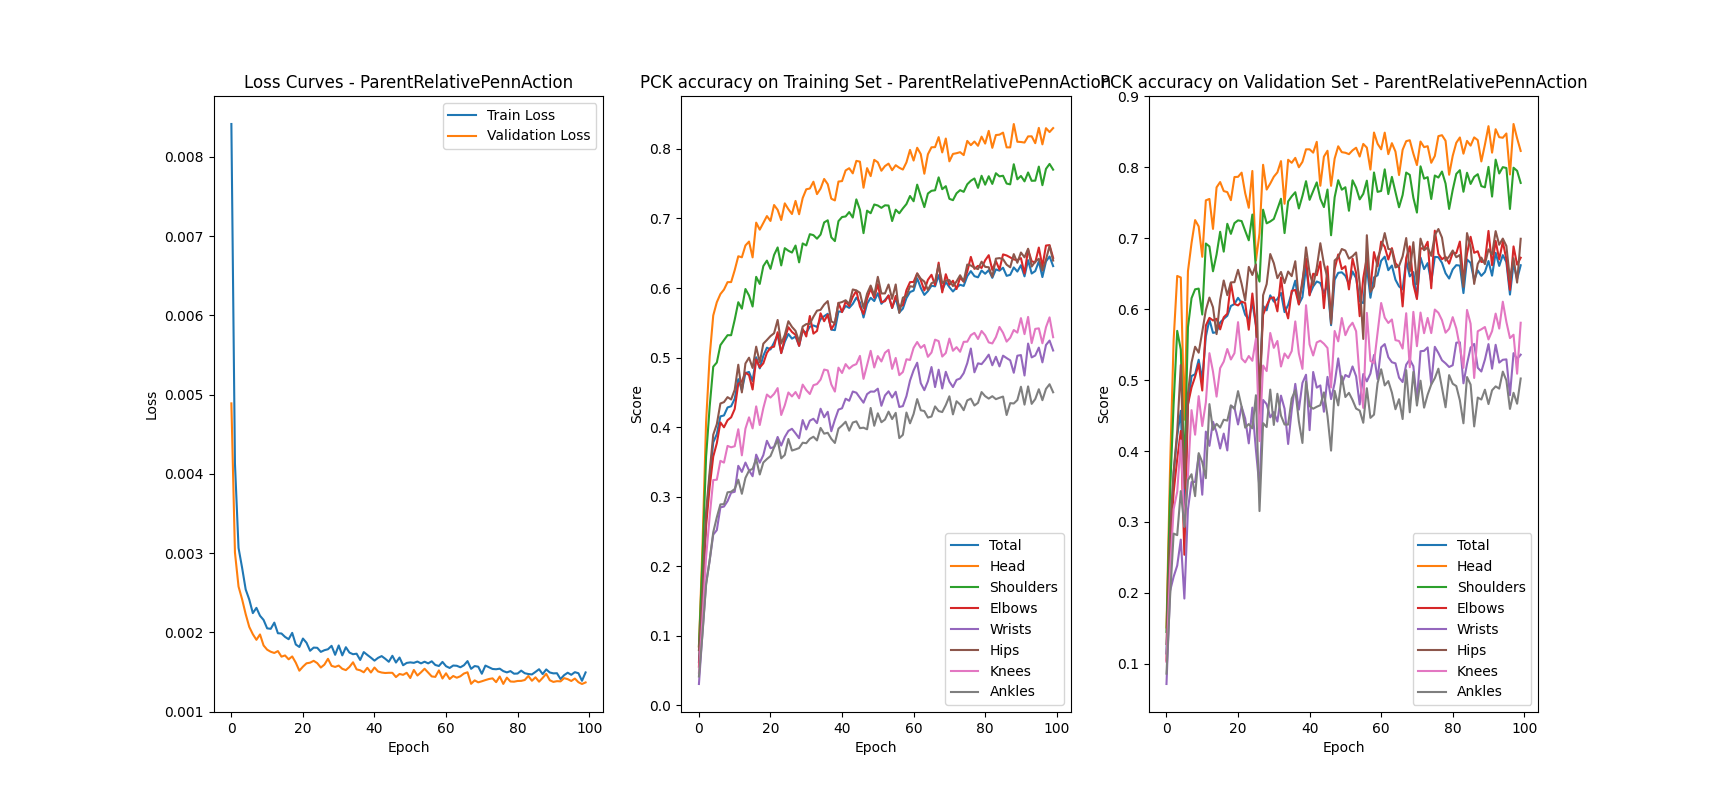 Loss Curves - ParentRelativePennAction
Train Loss
Validation Loss
Loss
0.008
0.007
0.006
0.005
0.004
0.003
0.002
0.001
0
20
40
60
80
100
Epoch
PCK accuracy on Training Set - ParentRelativePennAction
Score
0.8
0.7
0.6
0.5
0.4
0.3
0.2
0.1
0.0
Total
Head
Shoulders
Elbows
Wrists
Hips
Knees
Ankles
0
20
40
60
80
100
Epoch
PCK accuracy on Validation Set - ParentRelativePennAction
Score
0.9
0.8
0.7
0.6
0.5
0.4
0.3
0.2
0.1
Total
Head
Shoulders
Elbows
Wrists
Hips
Knees
Ankles
0
20
40
60
80
100
Epoch